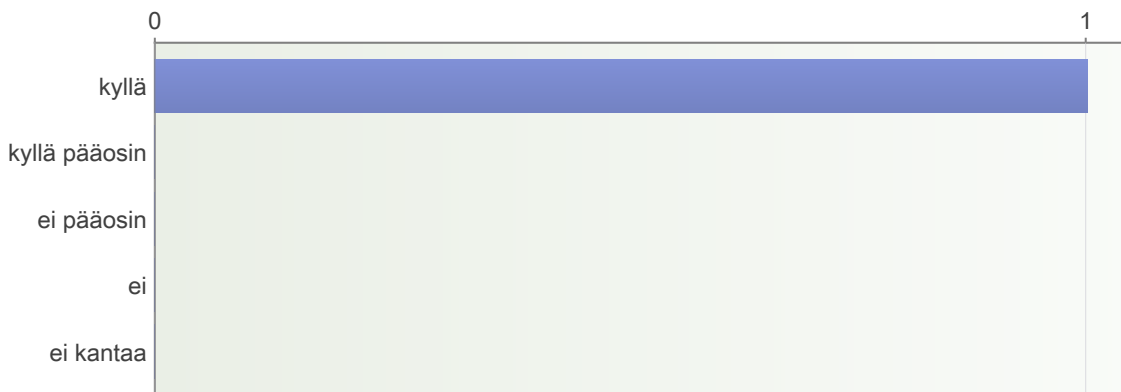 0 1
kyllä
kyllä pääosin
ei pääosin
ei
ei kantaa